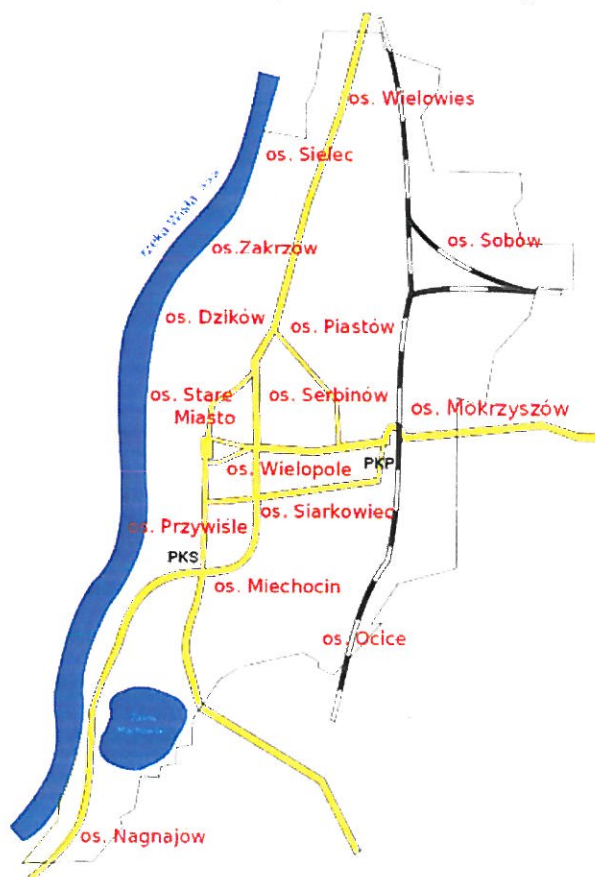 os. Wielowies
os. Sielec
rzeka Wisła
os. Sobów
os.Zakrzów
os. Dzików
os. Piastów
os. Stare
Miasto
os. Serbinów
os. Mokrzyszów
os. Wielopole
PKP
os. Siarkowiec
os. Przywiśle
PKS
os. Miechocin
os. Ocice
os. Nagnajow